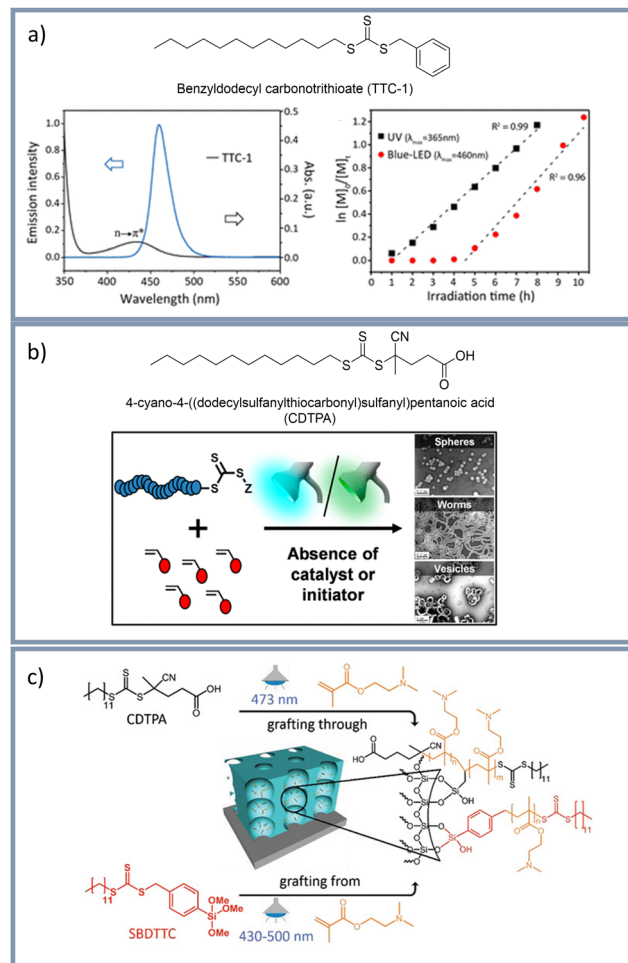 a)
S
S
S
Benzyldodecyl carbonotrithioate (TTC-1)
Emission intensity
1.0
0.8
0.6
0.4
0.2
0.0
TTC-1
n→π*
0.5
0.4
0.3
0.2
0.1
0.0
Abs. (a.u.)
350 400 450 500 550 600
Wavelength (nm)
ln [M]0/[M]t
1.2
1.0
0.8
0.6
0.4
0.2
0.0
UV (λmax=365nm)
Blue-LED (λmax=460nm)
R² = 0.99
R² = 0.96
0 1 2 3 4 5 6 7 8 9 10
Irradiation time (h)
b)
S CN
S S OH
O
4-cyano-4-((dodecylsulfanylthiocarbonyl)sulfanyl)pentanoic acid
(CDTPA)
S
S S
Z
+
Absence of
catalyst or
initiator
Spheres
Worms
Vesicles
c)
S CN
11 S S OH
O
CDTPA
473 nm
O
O N
grafting through
HO
O
CN
O O
N
O O
N
n m S S 11
S
O Si O Si OH
O Si O Si
OH
n S S 11
S
O O
N
S
11 S S
Si OMe
OMe
OMe
SBDTTC
grafting from
430-500 nm
O
O N